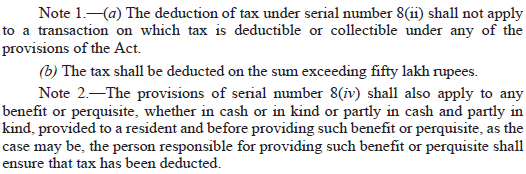 Note 1.—(a) The deduction of tax under serial number 8(ii) shall not apply
to a transaction on which tax is deductible or collectible under any of the
provisions of the Act.
(b) The tax shall be deducted on the sum exceeding fifty lakh rupees.
Note 2.—The provisions of serial number 8(iv) shall also apply to any
benefit or perquisite, whether in cash or in kind or partly in cash and partly in
kind, provided to a resident and before providing such benefit or perquisite, as the
case may be, the person responsible for providing such benefit or perquisite shall
ensure that tax has been deducted.